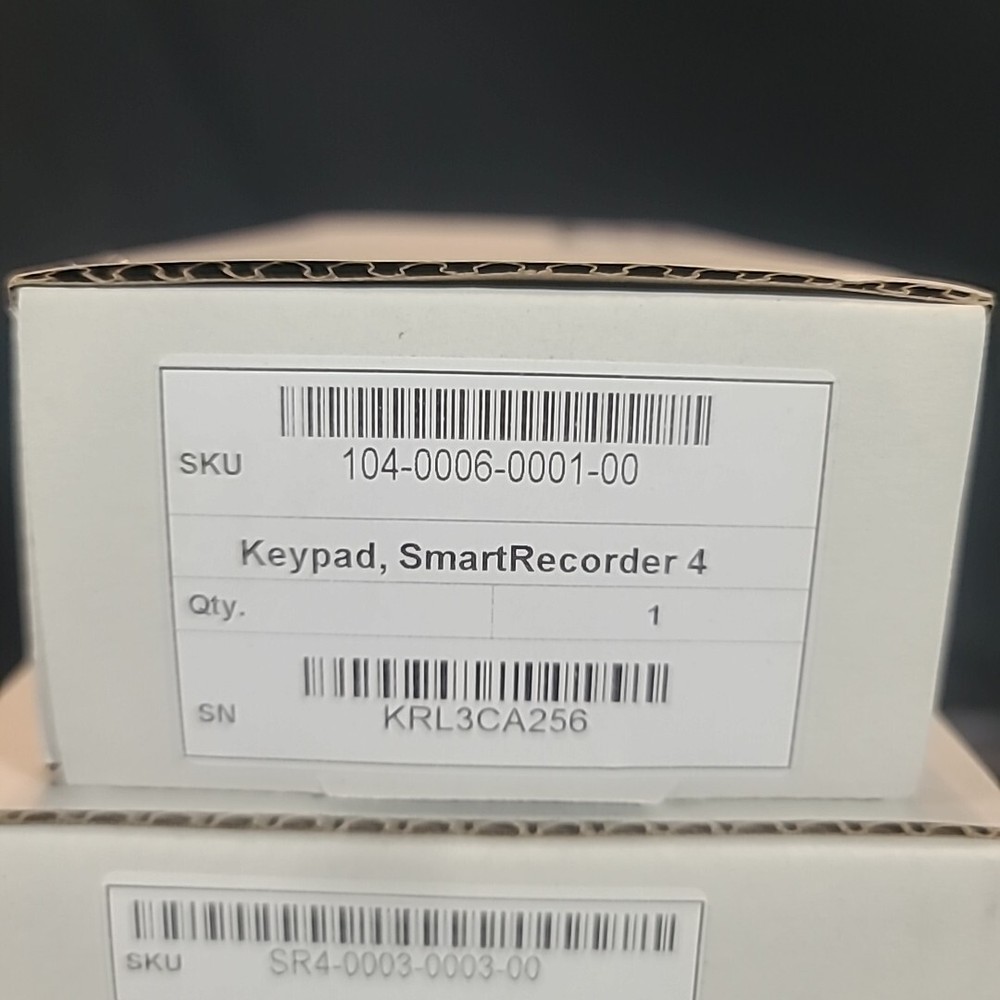 SKU 104-0006-0001-00
Keypad, SmartRecorder 4
Qty. 1
SN KRL3CA256
SKU SR4-0003-0003-00